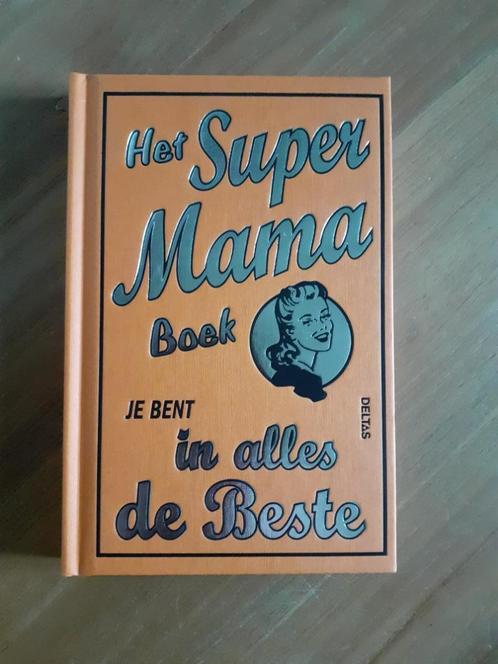 Het Super
Mama
Boek
JE BENT
in alles
de Beste
DELTAS